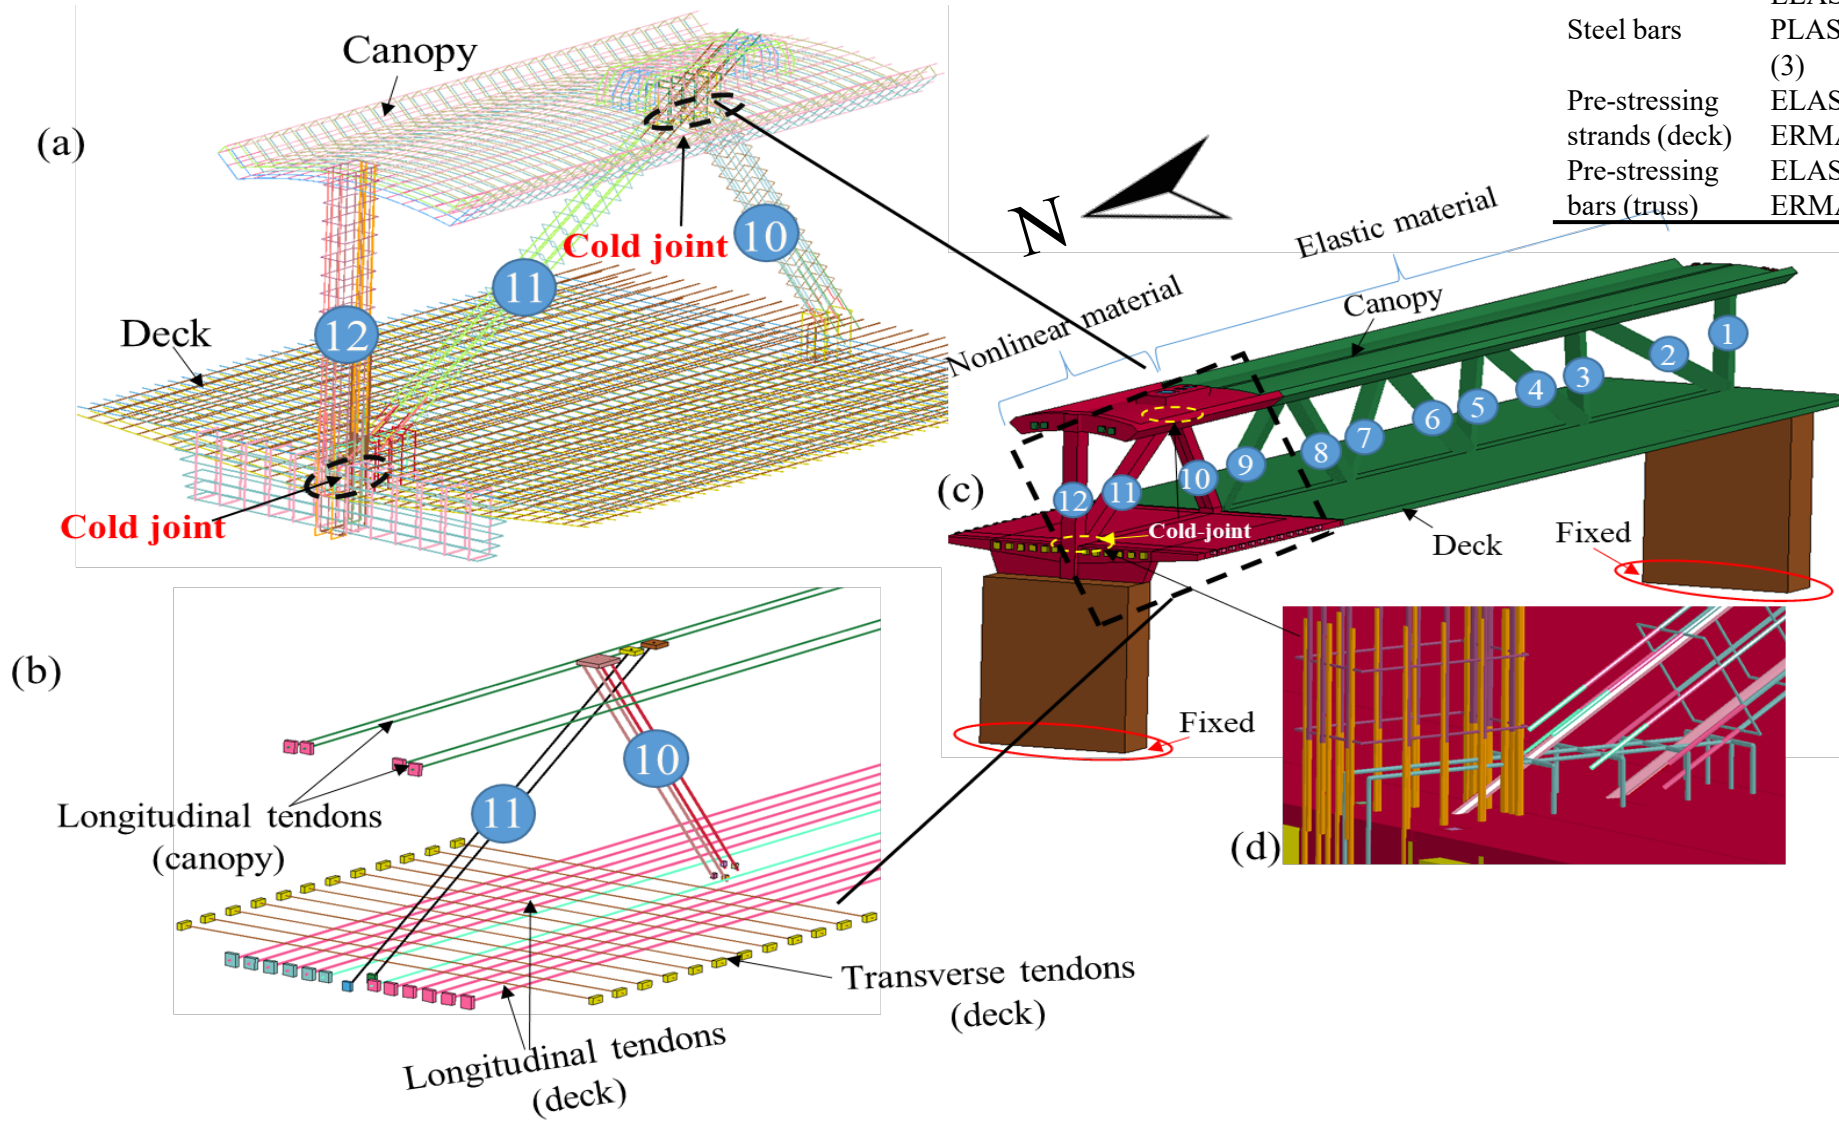 Steel bars
PLAS
(3)
Pre-stressing
ELAS
strands (deck)
ERMA
Pre-stressing
ELAS
bars (truss)
ERMA
(a)
Canopy
Cold joint
10
11
12
Deck
Cold joint
N
(b)
10
11
Longitudinal tendons
(canopy)
Transverse tendons
(deck)
Longitudinal tendons
(deck)
(c)
Nonlinear material
Elastic material
Canopy
1
2
3
4
5
6
7
8
9
10
11
12
Cold-joint
Deck
Fixed
Fixed
(d)